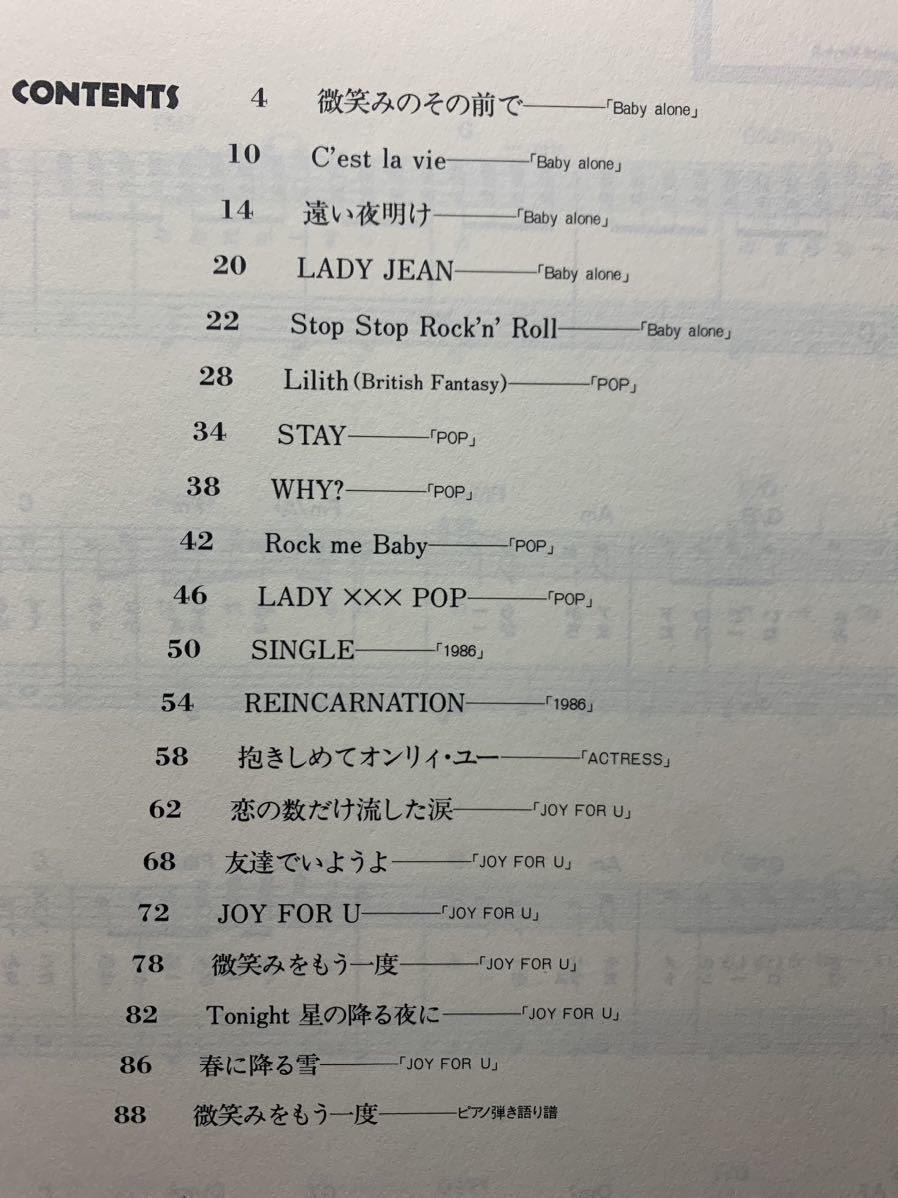 CONTENTS
4 微笑みのその前で────「Baby alone」
10 C'est la vie────「Baby alone」
14 遠い夜明け────「Baby alone」
20 LADY JEAN────「Baby alone」
22 Stop Stop Rock'n' Roll────「Baby alone」
28 Lilith (British Fantasy)────「POP」
34 STAY────「POP」
38 WHY?────「POP」
42 Rock me Baby────「POP」
46 LADY ××× POP────「POP」
50 SINGLE────「1986」
54 REINCARNATION────「1986」
58 抱きしめてオンリィ・ユー────「ACTRESS」
62 恋の数だけ流した涙────「JOY FOR U」
68 友達でいようよ────「JOY FOR U」
72 JOY FOR U────「JOY FOR U」
78 微笑みをもう一度────「JOY FOR U」
82 Tonight 星の降る夜に────「JOY FOR U」
86 春に降る雪────「JOY FOR U」
88 微笑みをもう一度────ピアノ弾き語り譜